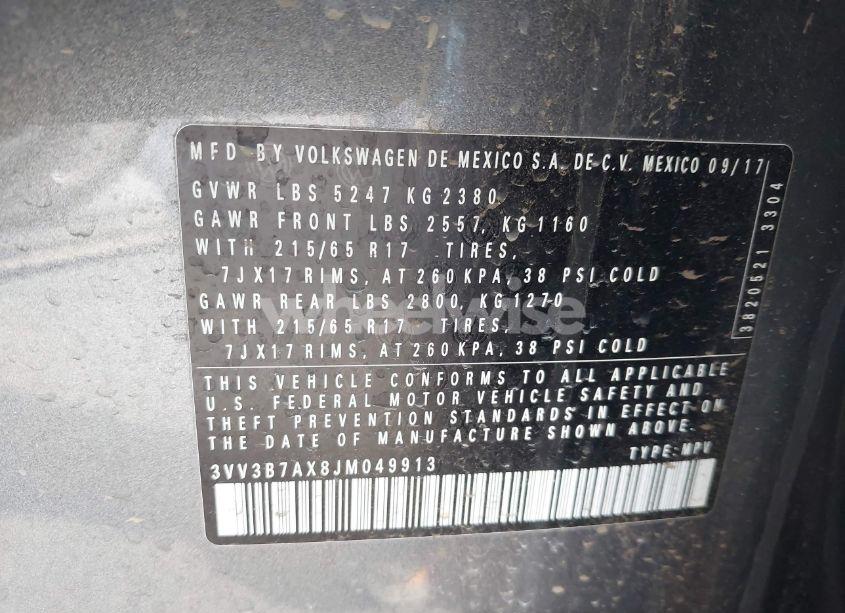 MFD BY VOLKSWAGEN DE MEXICO S.A. DE C.V. MEXICO 09/17
GVWR LBS 5247 KG 2380
GAWR FRONT LBS 2557, KG 1160
WITH 215/65 R17 TIRES,
7JX17 RIMS, AT 260 KPA, 38 PSI COLD
GAWR REAR LBS 2800, KG 1270
WITH 215/65 R17 TIRES,
7JX17 RIMS, AT 260 KPA, 38 PSI COLD
3820521 3304
THIS VEHICLE CONFORMS TO ALL APPLICABLE
U.S. FEDERAL MOTOR VEHICLE SAFETY AND
THEFT PREVENTION STANDARDS IN EFFECT ON
THE DATE OF MANUFACTURE SHOWN ABOVE.
TYPE: MPV
3VV3B7AX8JM049913
wheelwise